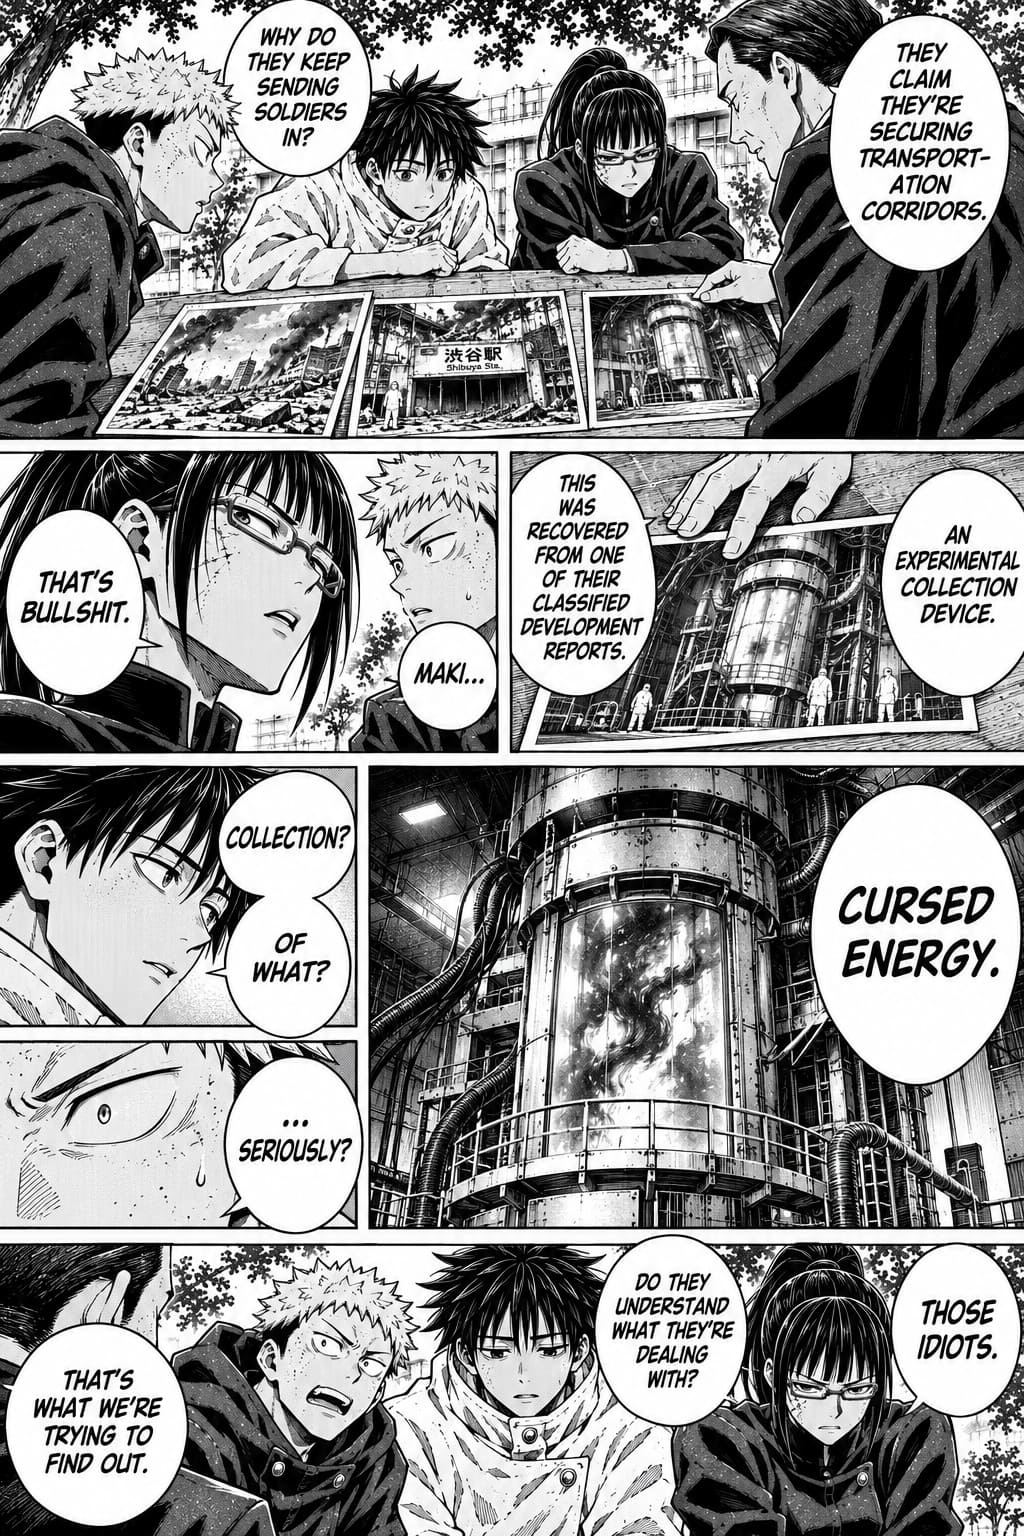 WHY DO
THEY KEEP
SENDING
SOLDIERS
IN?
THEY
CLAIM
THEY'RE
SECURING
TRANSPORT-
ATION
CORRIDORS.
渋谷駅
Shibuya Sta.
THAT'S
BULLSHIT.
MAKI...
THIS
WAS
RECOVERED
FROM ONE
OF THEIR
CLASSIFIED
DEVELOPMENT
REPORTS.
AN
EXPERIMENTAL
COLLECTION
DEVICE.
COLLECTION?
OF
WHAT?
CURSED
ENERGY.
...
SERIOUSLY?
THAT'S
WHAT WE'RE
TRYING TO
FIND OUT.
DO THEY
UNDERSTAND
WHAT THEY'RE
DEALING
WITH?
THOSE
IDIOTS.